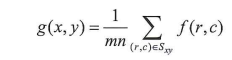 g(x, y) = \frac{1}{mn} \sum_{(r,c) \in S_{xy}} f(r, c)